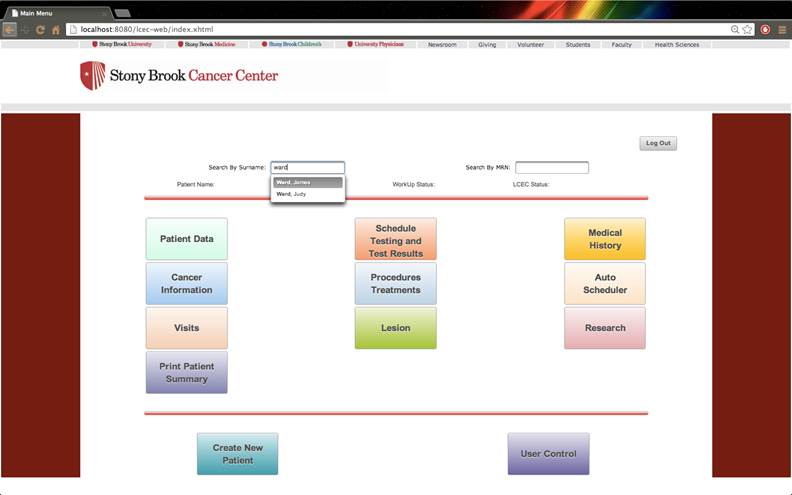 Main Menu
localhost:8080/lcec-web/index.xhtml
Stony Brook University Stony Brook Medicine Stony Brook Children's University Physicians Newsroom Giving Volunteer Students Faculty Health Sciences
Stony Brook Cancer Center
Log Out
Search By Surname: ward Search By MRN:
Ward, James
Ward, Judy
Patient Name: WorkUp Status: LCEC Status:
Patient Data
Schedule
Testing and
Test Results
Medical
History
Cancer
Information
Procedures
Treatments
Auto
Scheduler
Visits
Lesion
Research
Print Patient
Summary
Create New
Patient
User Control